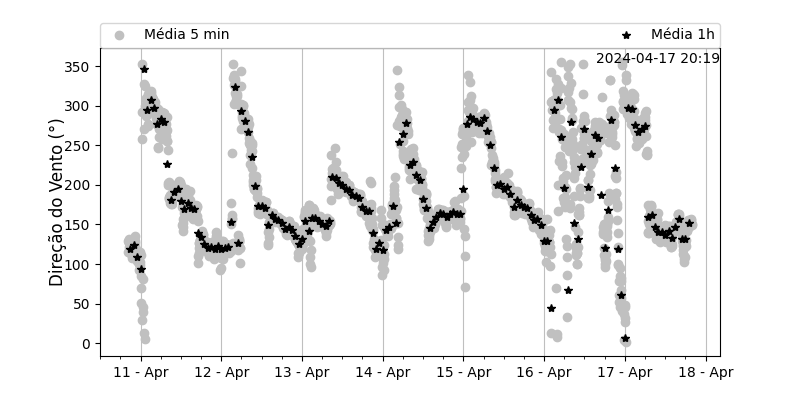 Média 5 min
Média 1h
2024-04-17 20:19
Direção do Vento (°)
350
300
250
200
150
100
50
0
11 - Apr
12 - Apr
13 - Apr
14 - Apr
15 - Apr
16 - Apr
17 - Apr
18 - Apr